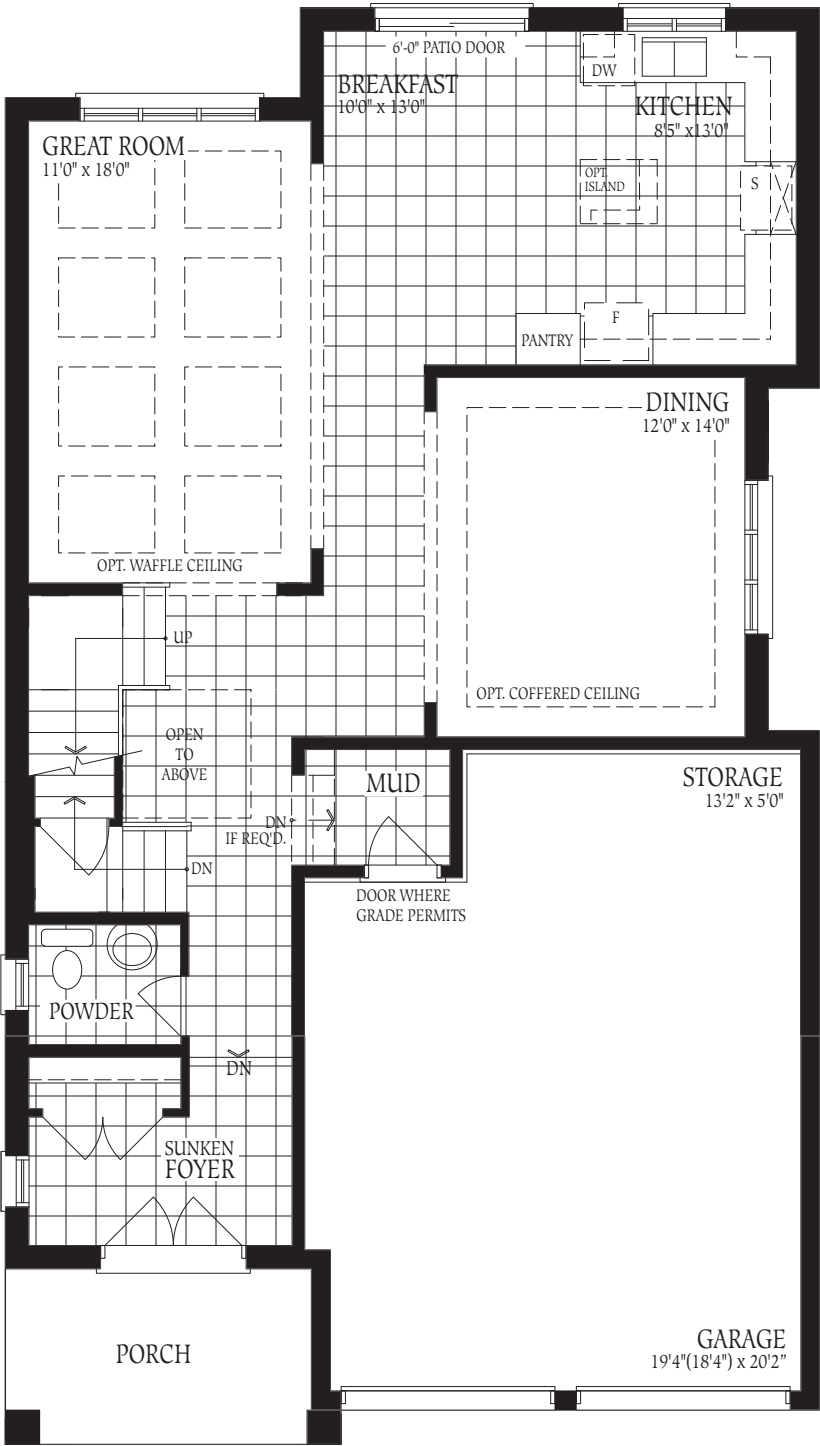 6'-0" PATIO DOOR
DW
BREAKFAST
10'0" x 13'0"
KITCHEN
8'5" x13'0"
GREAT ROOM
11'0" x 18'0"
OPT.
ISLAND
S
F
PANTRY
DINING
12'0" x 14'0"
OPT. WAFFLE CEILING
UP
OPT. COFFERED CEILING
OPEN
TO
ABOVE
MUD
STORAGE
13'2" x 5'0"
DN
IF REQ'D.
DN
DOOR WHERE
GRADE PERMITS
POWDER
DN
SUNKEN
FOYER
PORCH
GARAGE
19'4"(18'4") x 20'2”